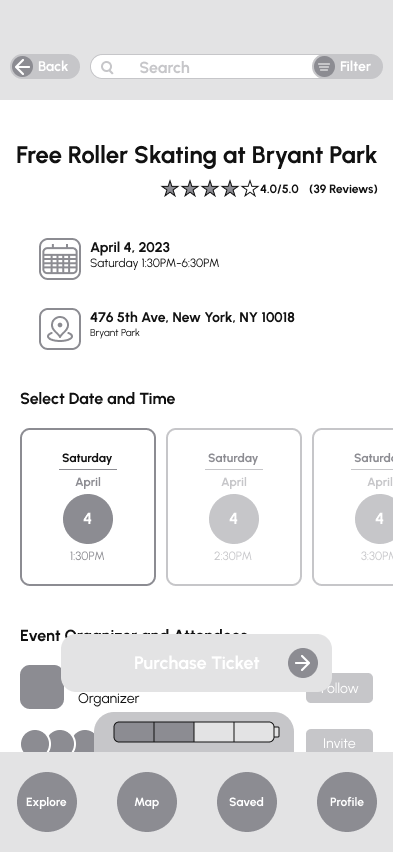 Back
Search
Filter
Free Roller Skating at Bryant Park
4.0/5.0 (39 Reviews)
April 4, 2023
Saturday 1:30PM-6:30PM
476 5th Ave, New York, NY 10018
Bryant Park
Select Date and Time
Saturday
April
4
1:30PM
Saturday
April
4
2:30PM
Saturd
April
4
3:30PM
Event Organizer and Attendees
Purchase Ticket
Follow
Organizer
Invite
Explore
Map
Saved
Profile